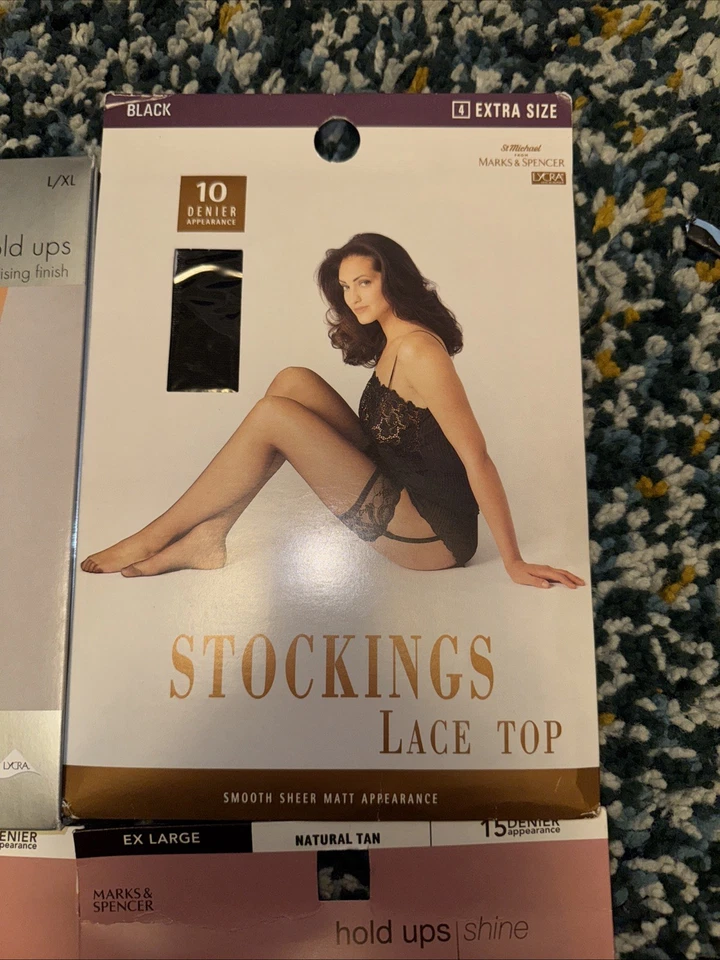 BLACK
4 EXTRA SIZE
St Michael
FROM
MARKS & SPENCER
LYCRA
10
DENIER
APPEARANCE
STOCKINGS
LACE TOP
SMOOTH SHEER MATT APPEARANCE
L/XL
ld ups
ising finish
LYCRA
ENIER
pearance
EX LARGE
NATURAL TAN
15 DENIER
appearance
MARKS &
SPENCER
hold ups shine